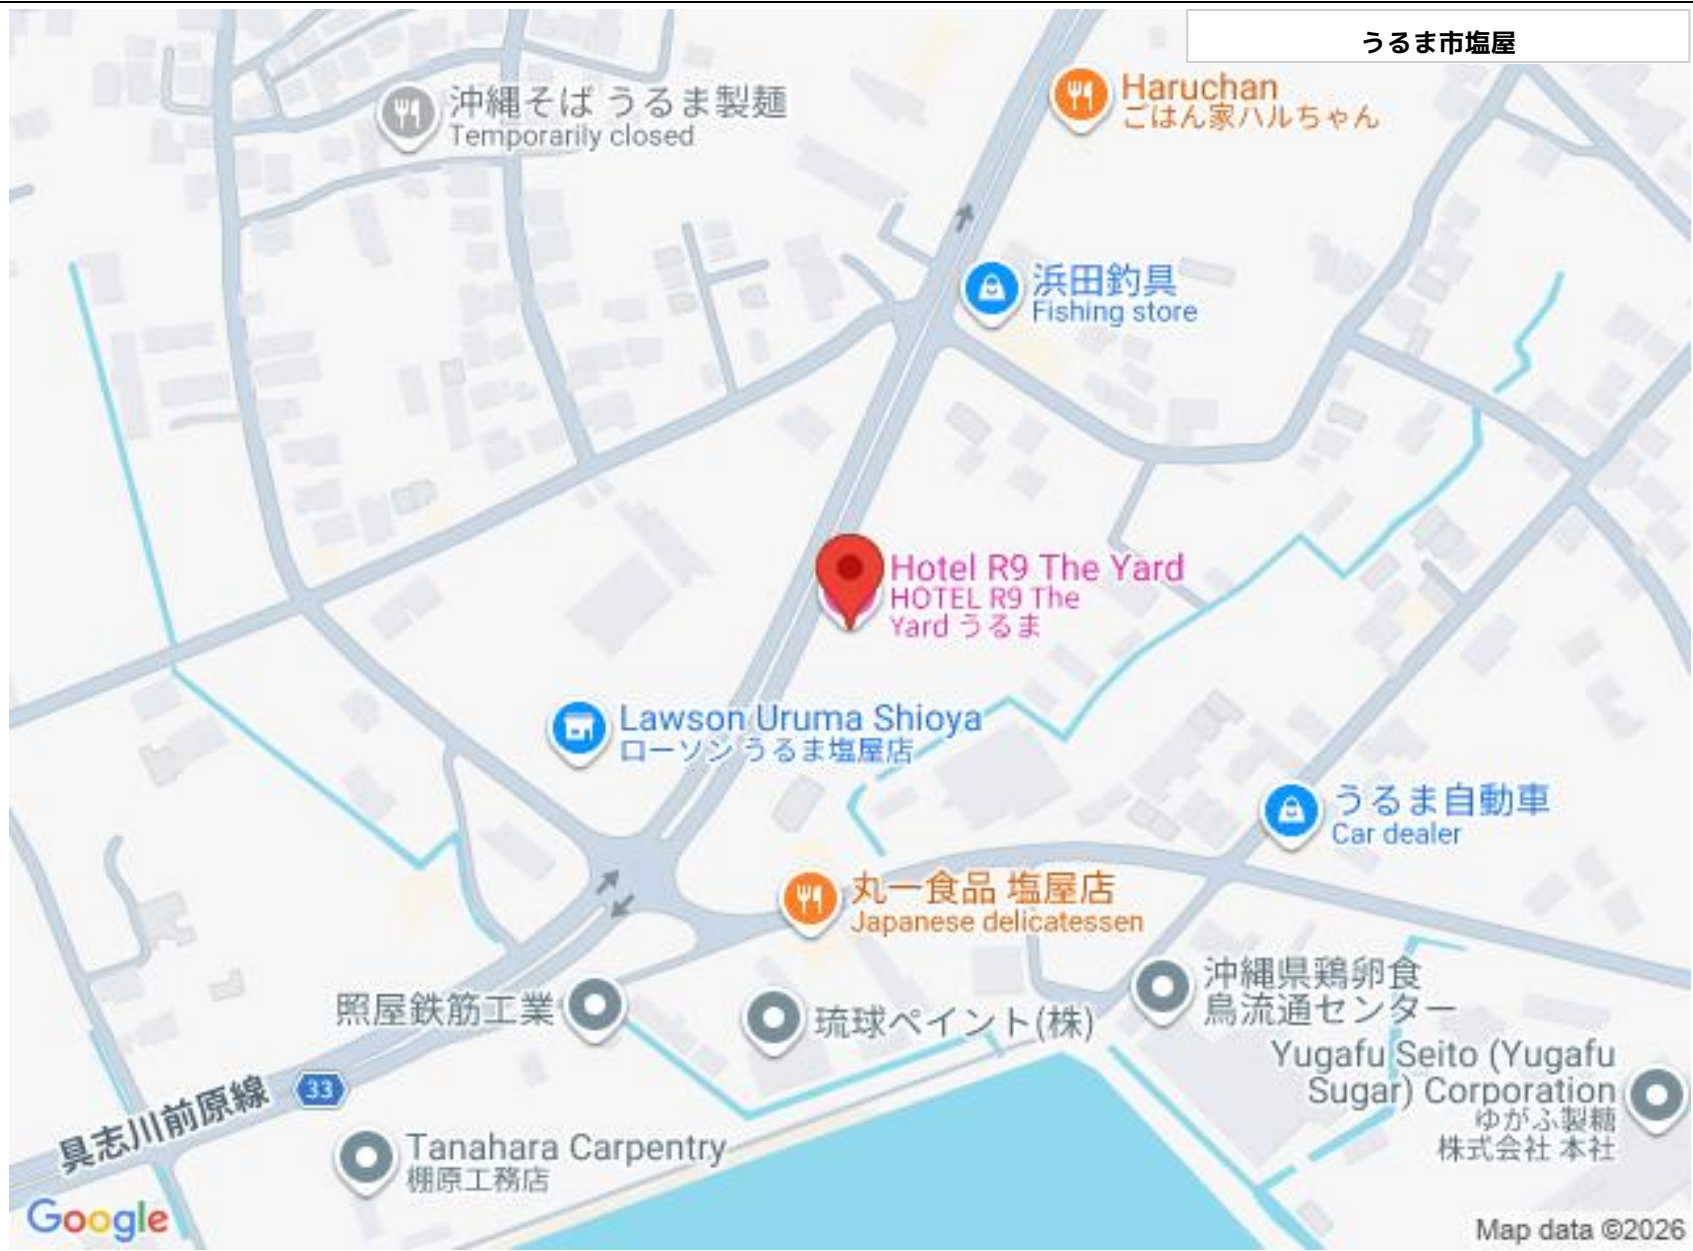 うるま市塩屋
沖縄そば うるま製麺
Temporarily closed
Haruchan
ごはん家ハルちゃん
浜田釣具
Fishing store
Hotel R9 The Yard
HOTEL R9 The
Yard うるま
Lawson Uruma Shioya
ローソン うるま塩屋店
うるま自動車
Car dealer
丸一食品 塩屋店
Japanese delicatessen
沖縄県鶏卵食
鳥流通センター
照屋鉄筋工業
琉球ペイント(株)
Yugafu Seito (Yugafu
Sugar) Corporation
ゆがふ製糖
株式会社 本社
33
具志川前原線
Tanahara Carpentry
棚原工務店
Google
Map data ©2026